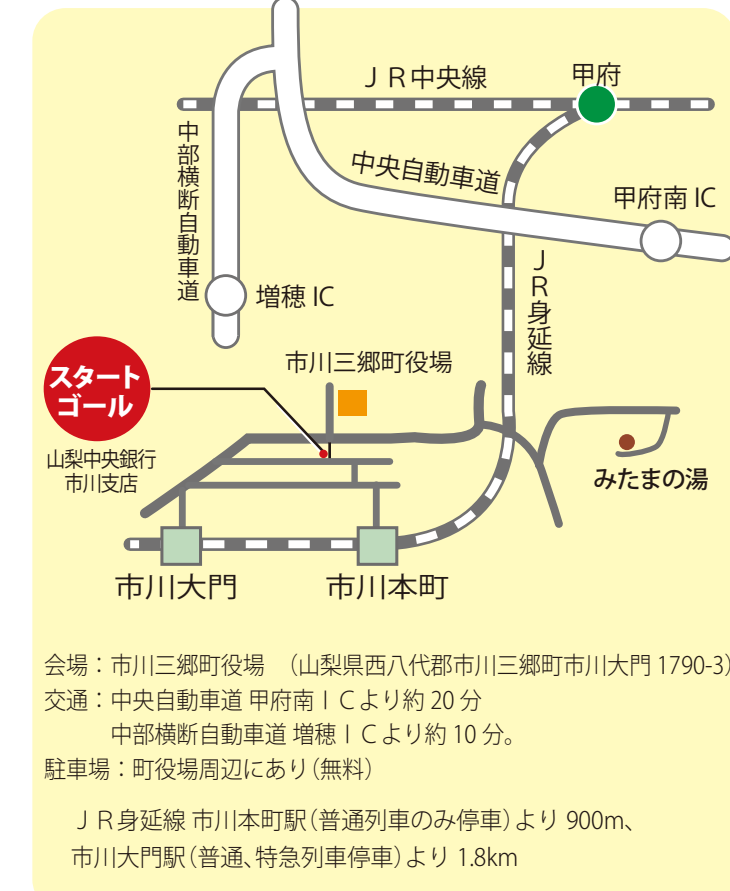 ＪＲ中央線
甲府
中部横断自動車道
中央自動車道
甲府南 IC
ＪＲ身延線
増穂 IC
市川三郷町役場
スタート
ゴール
山梨中央銀行
市川支店
みたまの湯
市川大門
市川本町
会場：市川三郷町役場　（山梨県西八代郡市川三郷町市川大門 1790-3）
交通：中央自動車道 甲府南ＩＣより約 20 分
中部横断自動車道 増穂ＩＣより約 10 分。
駐車場：町役場周辺にあり（無料）
ＪＲ身延線 市川本町駅（普通列車のみ停車）より 900m、
市川大門駅（普通、特急列車停車）より 1.8km